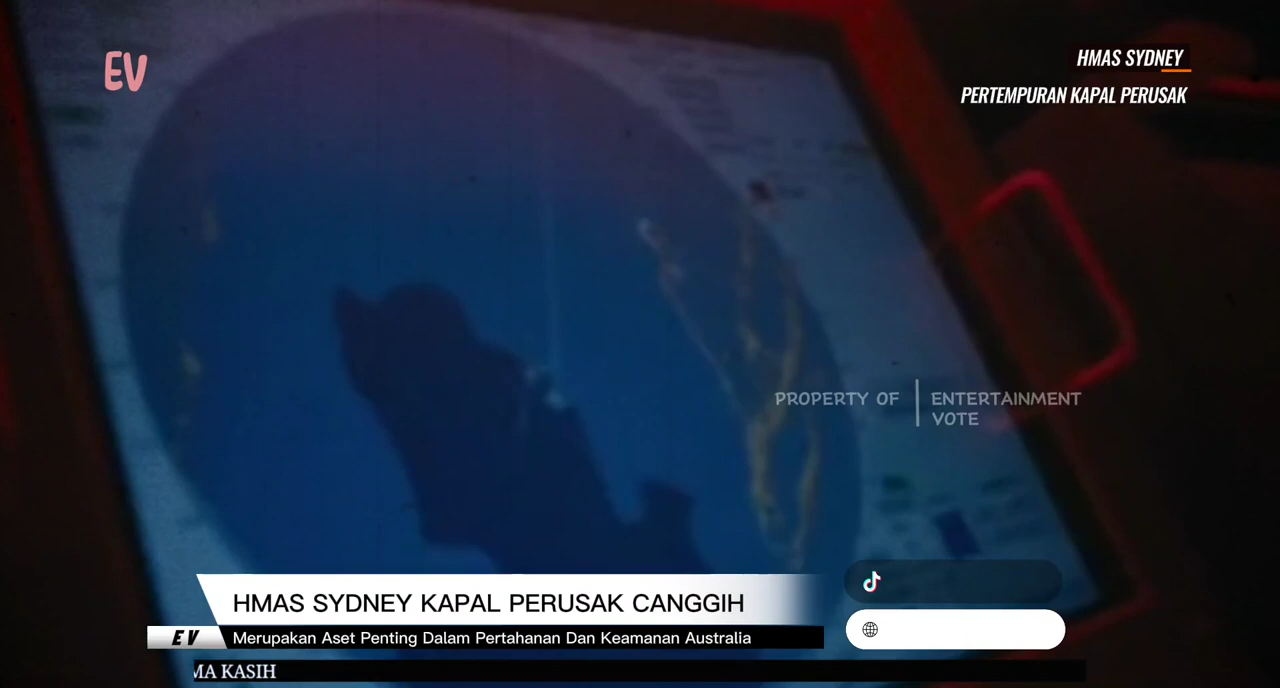 EV
HMAS SYDNEY
PERTEMPURAN KAPAL PERUSAK
PROPERTY OF
ENTERTAINMENT
VOTE
HMAS SYDNEY KAPAL PERUSAK CANGGIH
EV
Merupakan Aset Penting Dalam Pertahanan Dan Keamanan Australia
MA KASIH